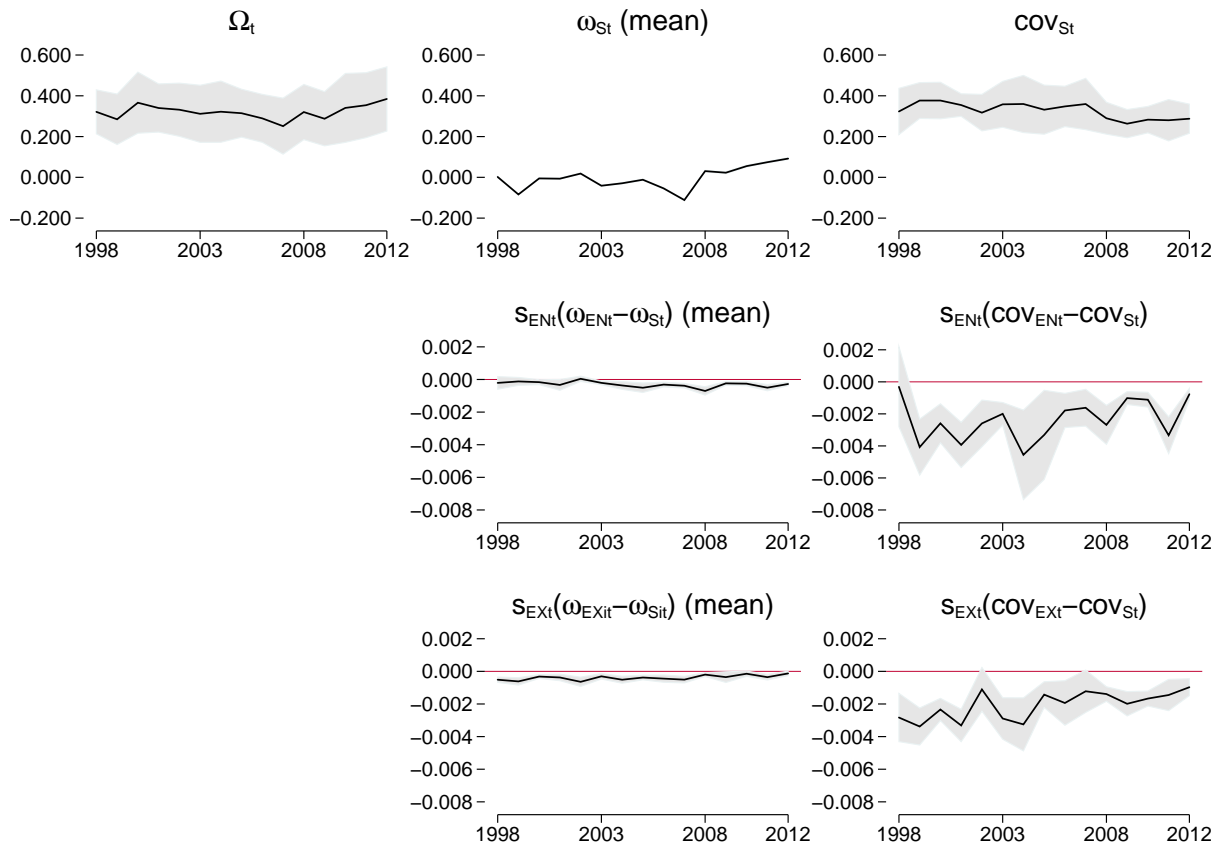 Ωt ωSt (mean) covSt
0.600 0.600 0.600
0.400 0.400 0.400
0.200 0.200 0.200
0.000 0.000 0.000
−0.200 −0.200 −0.200
1998 2003 2008 2012 1998 2003 2008 2012 1998 2003 2008 2012
sENt(ωENt−ωSt) (mean) sENt(covENt−covSt)
0.002 0.002
0.000 0.000
−0.002 −0.002
−0.004 −0.004
−0.006 −0.006
−0.008 −0.008
1998 2003 2008 2012 1998 2003 2008 2012
sEXt(ωEXit−ωSit) (mean) sEXt(covEXt−covSt)
0.002 0.002
0.000 0.000
−0.002 −0.002
−0.004 −0.004
−0.006 −0.006
−0.008 −0.008
1998 2003 2008 2012 1998 2003 2008 2012